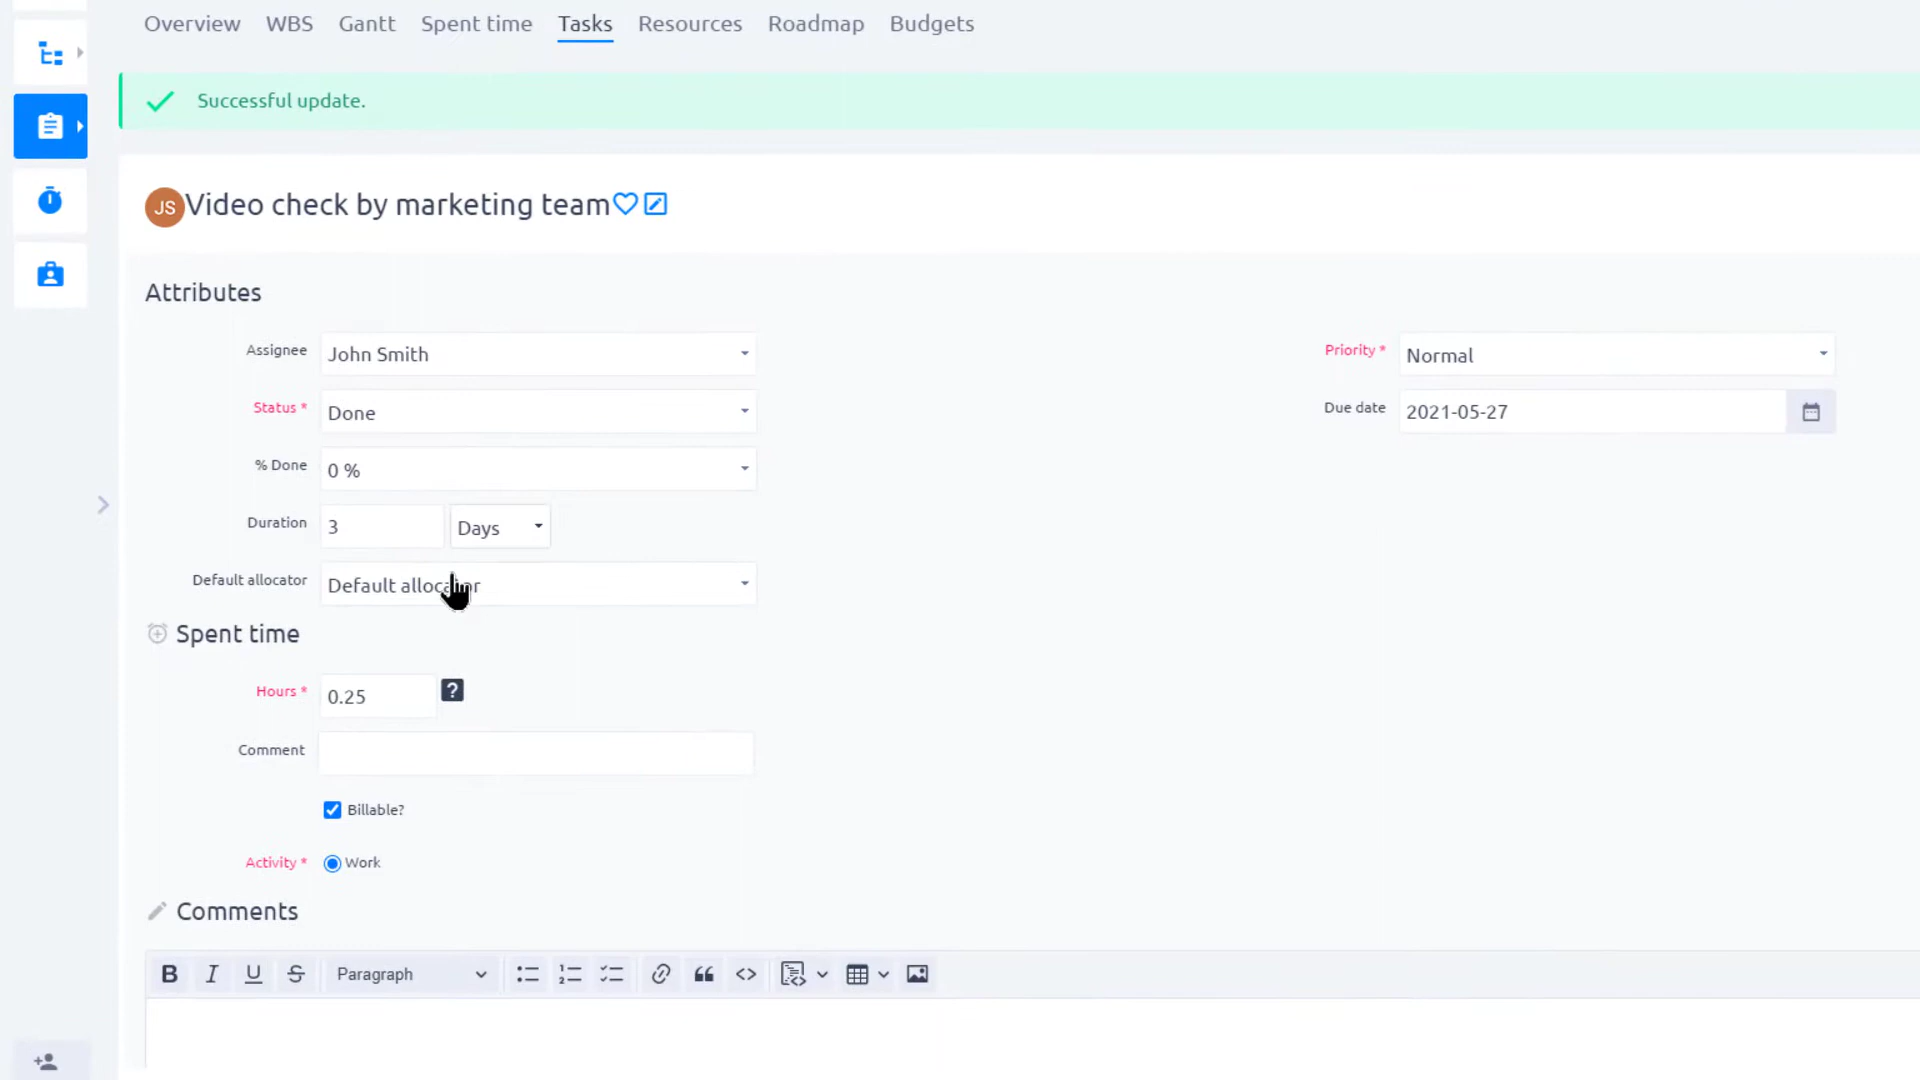 Overview WBS Gantt Spent time Tasks Resources Roadmap Budgets
Successful update.
JS Video check by marketing team
Attributes
Assignee John Smith Priority * Normal
Status * Done Due date 2021-05-27
% Done 0 %
Duration 3 Days
Default allocator Default allocator
Spent time
Hours * 0.25 ?
Comment
Billable?
Activity * Work
Comments
B I U S Paragraph